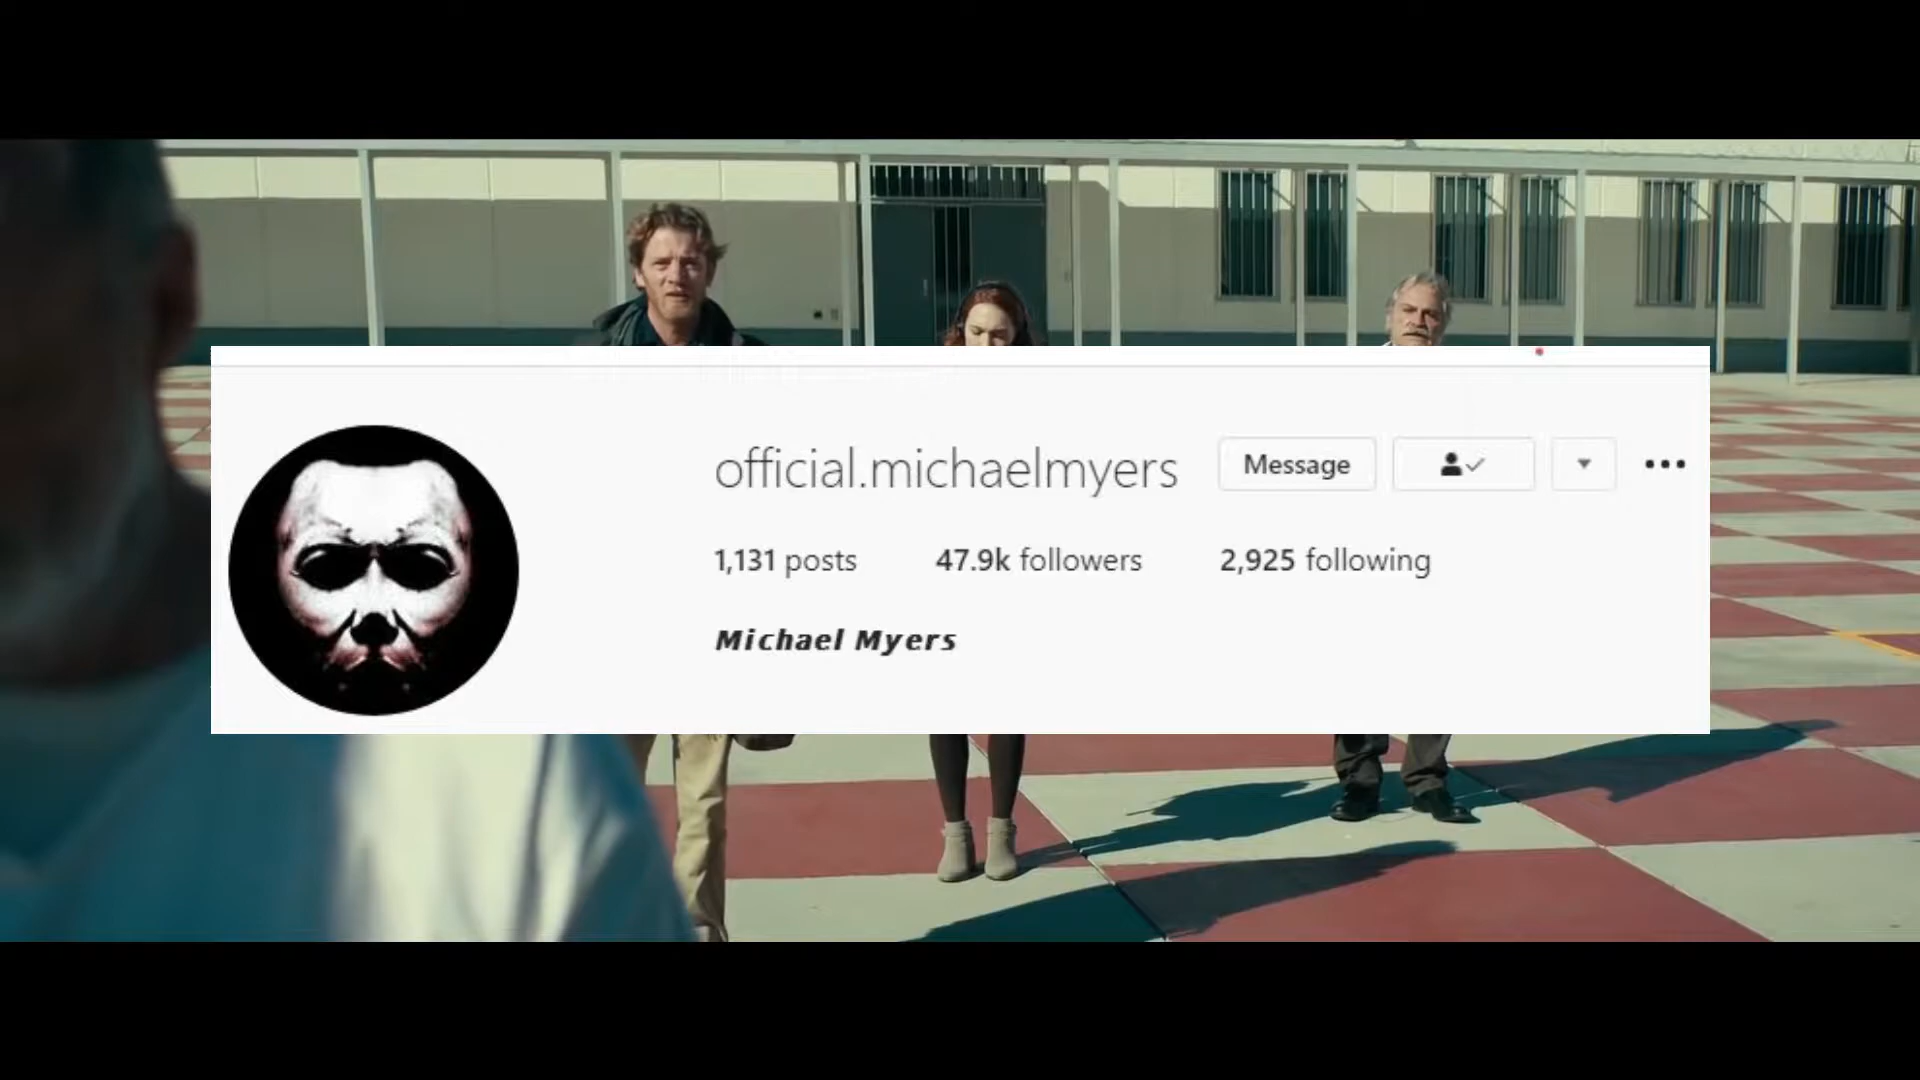 official.michaelmyers Message
1,131 posts 47.9k followers 2,925 following
Michael Myers